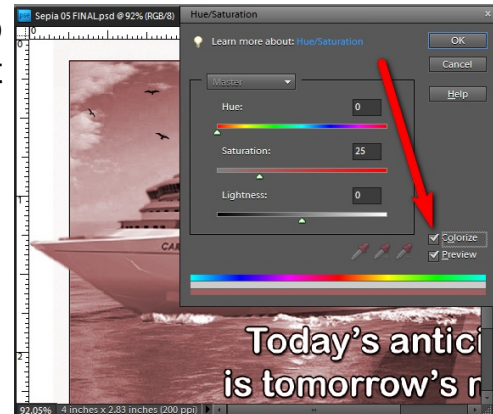 Sepia 05 FINAL.psd @ 92% (RGB/8)
Hue/Saturation
Learn more about: Hue/Saturation
OK
Cancel
Help
Master
Hue:
0
Saturation:
25
Lightness:
0
Colorize
Preview
Today's antici
is tomorrow's
92.05%
4 inches x 2.83 inches (200 ppi)